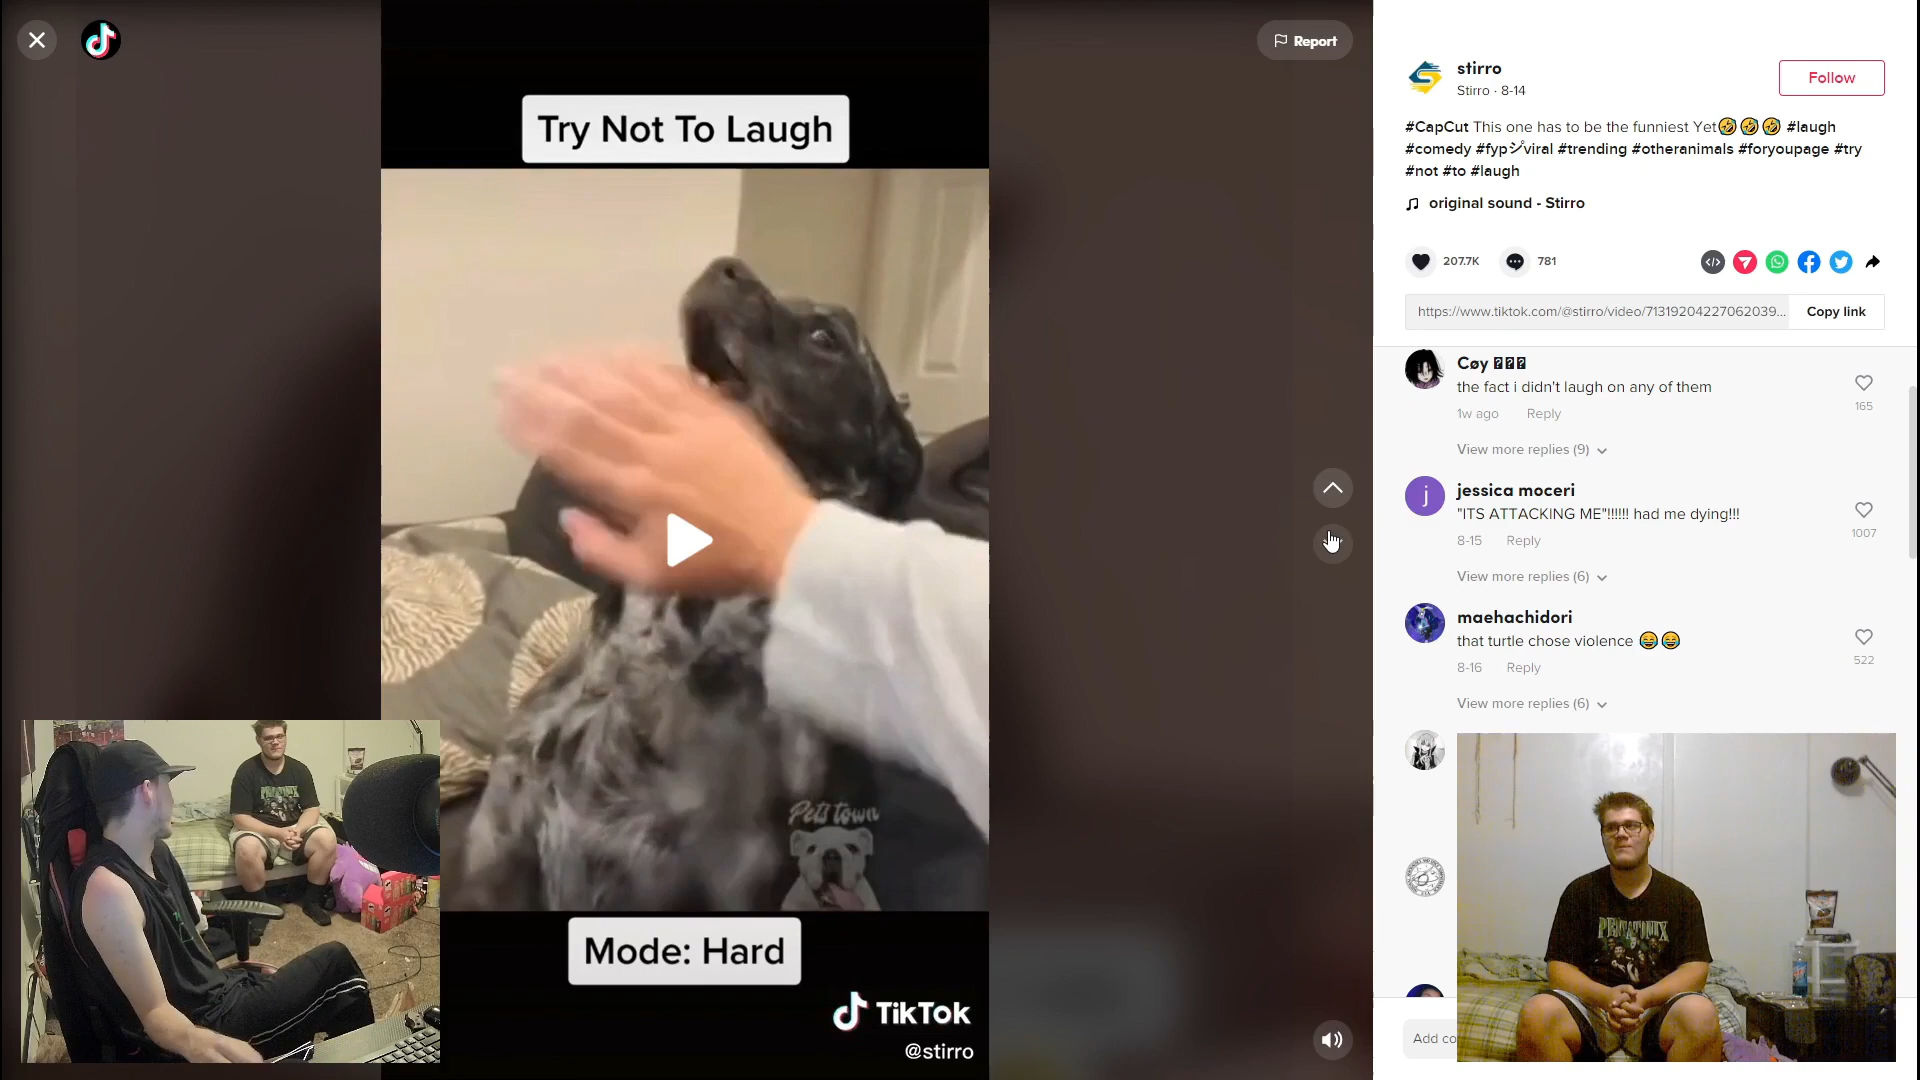 Report
Try Not To Laugh
Pets town
Mode: Hard
TikTok
@stirro
stirro
Stirro · 8-14
Follow
#CapCut This one has to be the funniest Yet🤣🤣🤣 #laugh
#comedy #fypシviral #trending #otheranimals #foryoupage #try
#not #to #laugh
original sound - Stirro
207.7K
781
https://www.tiktok.com/@stirro/video/71319204227062039...
Copy link
Cøy
the fact i didn't laugh on any of them
165
1w ago Reply
View more replies (9)
j
jessica moceri
"ITS ATTACKING ME"!!!!!! had me dying!!!
1007
8-15 Reply
View more replies (6)
maehachidori
that turtle chose violence 😂😂
522
8-16 Reply
View more replies (6)
Add co
PENTATONIX